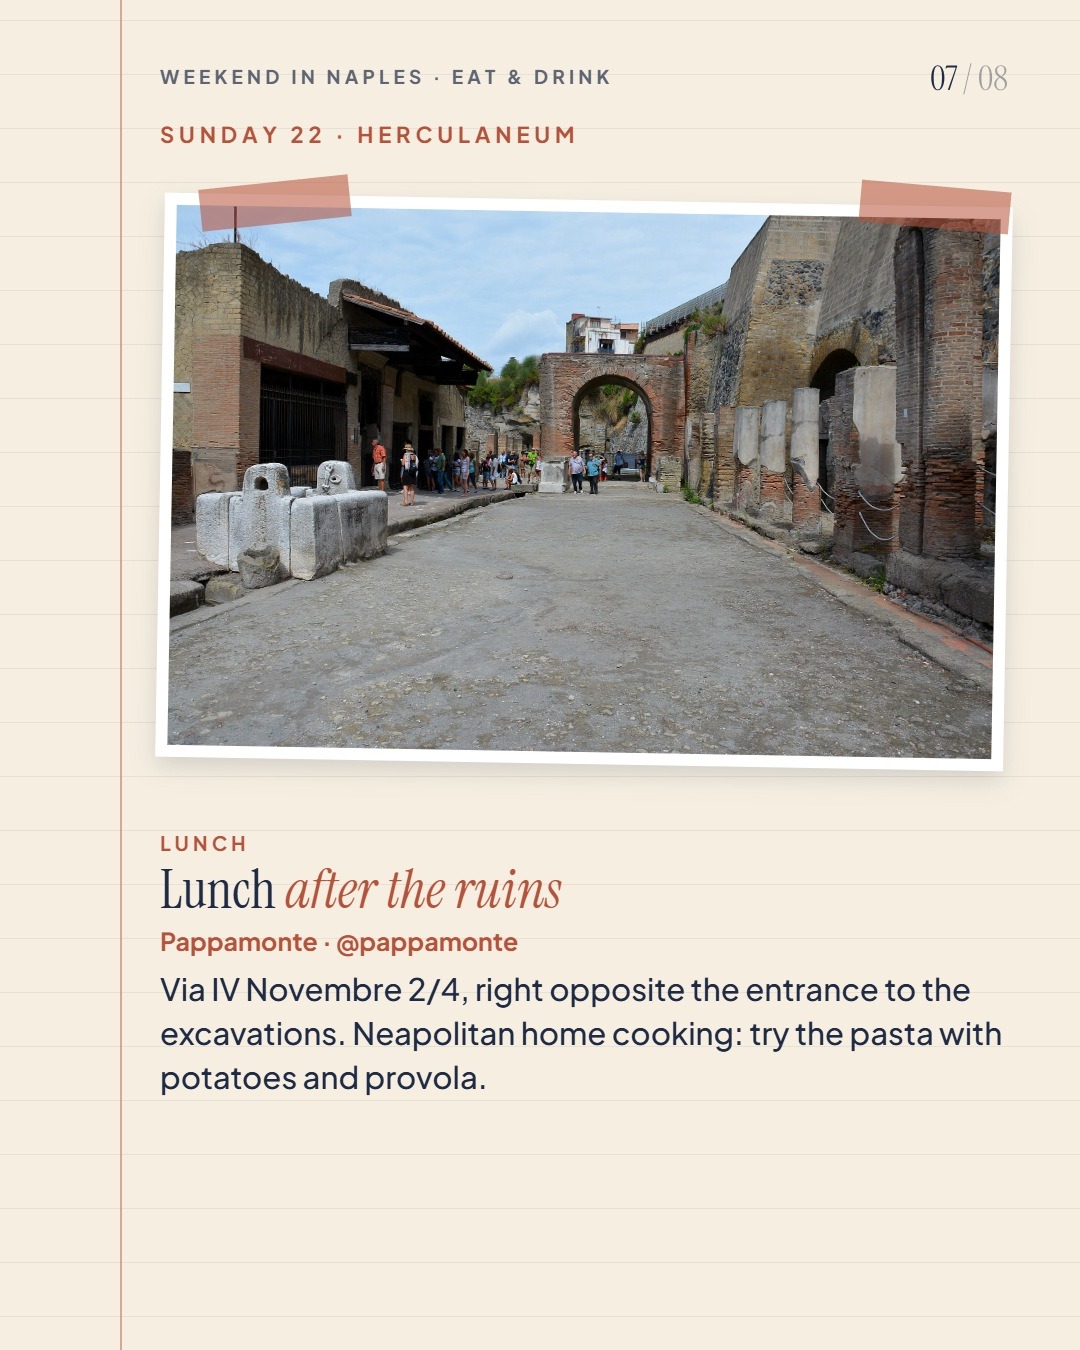 WEEKEND IN NAPLES · EAT & DRINK
07 / 08
SUNDAY 22 · HERCULANEUM
LUNCH
Lunch after the ruins
Pappamonte · @pappamonte
Via IV Novembre 2/4, right opposite the entrance to the
excavations. Neapolitan home cooking: try the pasta with
potatoes and provola.